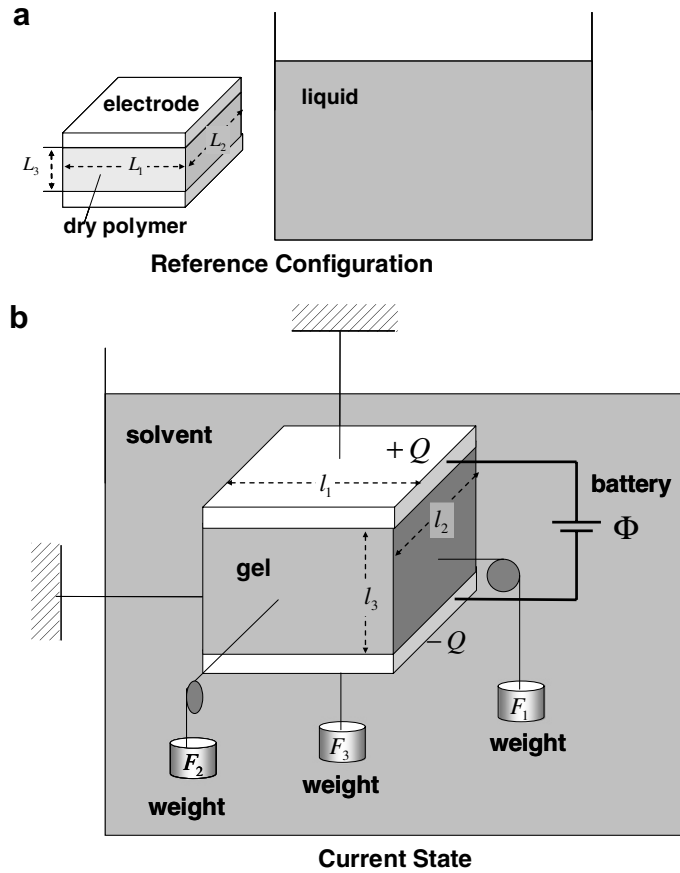 a
electrode
liquid
L₃
L₁
L₂
dry polymer
Reference Configuration
b
solvent
+ Q
battery
l₁
l₂
Φ
gel
l₃
− Q
F₁
F₂
F₃
weight
weight
weight
Current State